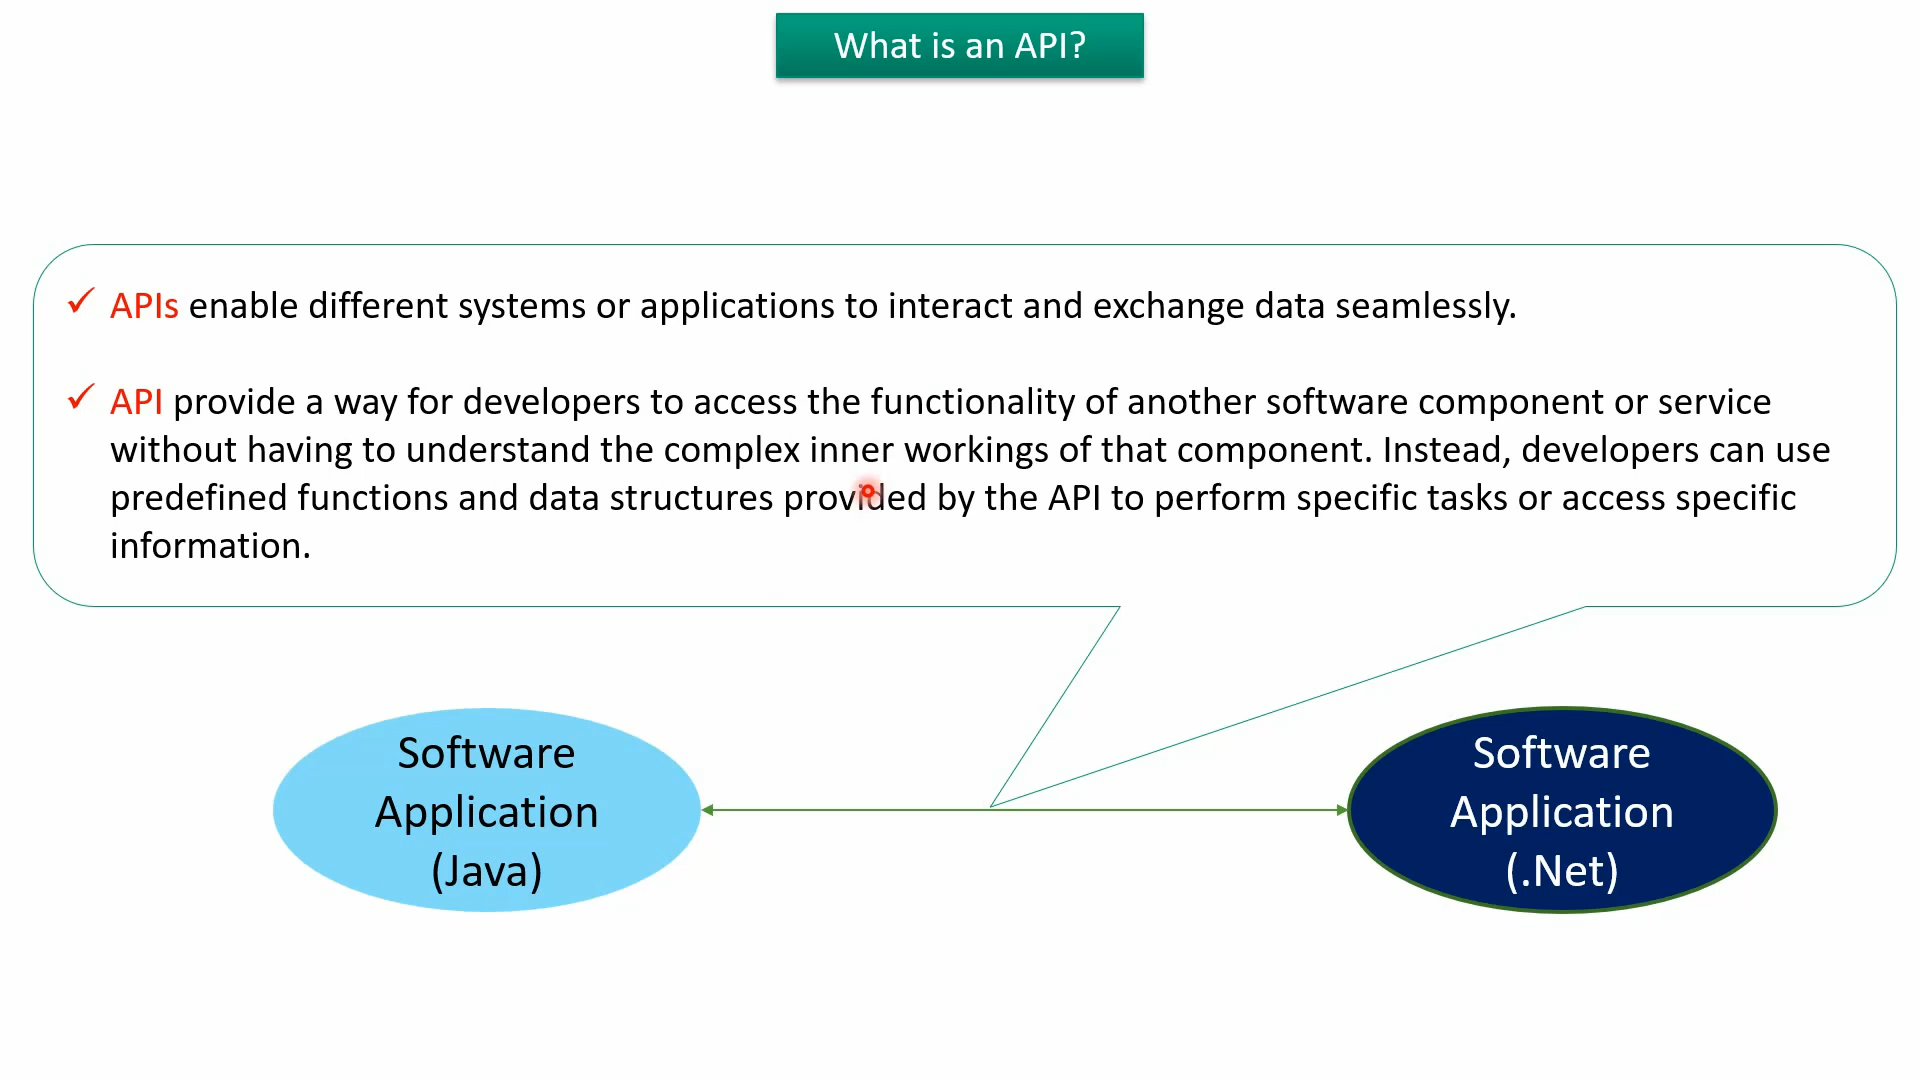 What is an API?
APIs enable different systems or applications to interact and exchange data seamlessly.
API provide a way for developers to access the functionality of another software component or service
without having to understand the complex inner workings of that component. Instead, developers can use
predefined functions and data structures provided by the API to perform specific tasks or access specific
information.
Software
Application
(Java)
Software
Application
(.Net)